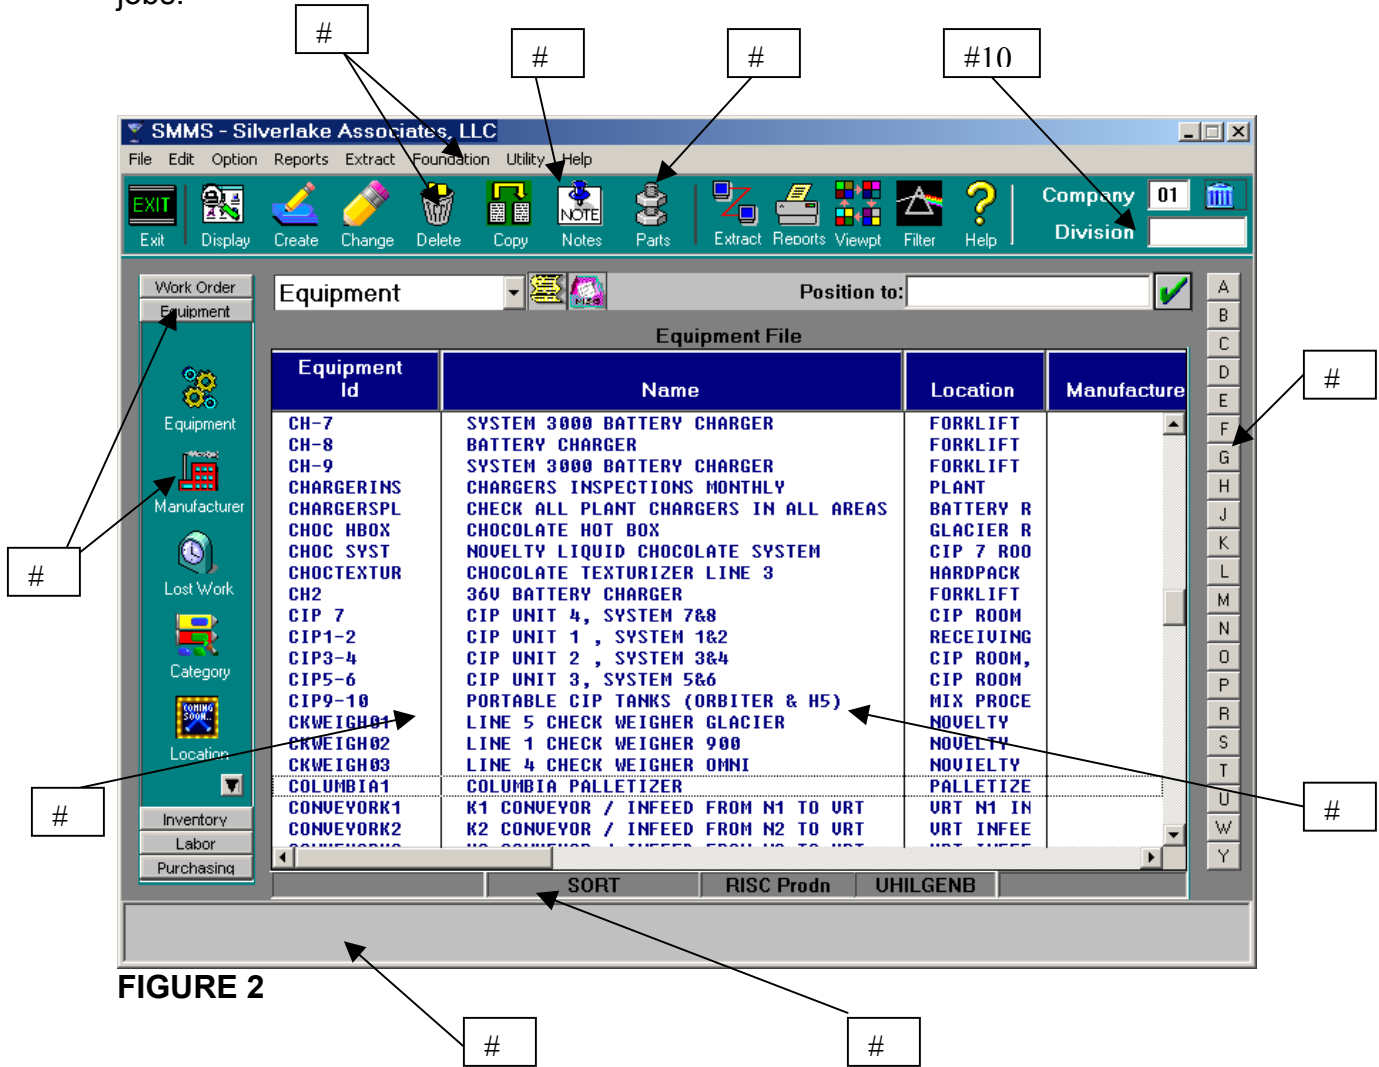 jobs.
#
#
#
#10
SMMS - Silverlake Associates, LLC
File Edit Option Reports Extract Foundation Utility Help
EXIT
NOTE
Company 01
Division
Exit Display Create Change Delete Copy Notes Parts Extract Reports Viewpt Filter Help
Work Order
Equipment
Equipment
MSG
Position to:
Equipment File
Equipment Id Name Location Manufacture
CH-7 SYSTEM 3000 BATTERY CHARGER FORKLIFT
CH-8 BATTERY CHARGER FORKLIFT
CH-9 SYSTEM 3000 BATTERY CHARGER FORKLIFT
CHARGERINS CHARGERS INSPECTIONS MONTHLY PLANT
CHARGERSPL CHECK ALL PLANT CHARGERS IN ALL AREAS BATTERY R
CHOC HBOX CHOCOLATE HOT BOX GLACIER R
CHOC SYST NOVELTY LIQUID CHOCOLATE SYSTEM CIP 7 ROO
CHOCTEXTUR CHOCOLATE TEXTURIZER LINE 3 HARDPACK
CH2 36V BATTERY CHARGER FORKLIFT
CIP 7 CIP UNIT 4, SYSTEM 7&8 CIP ROOM
CIP1-2 CIP UNIT 1 , SYSTEM 1&2 RECEIVING
CIP3-4 CIP UNIT 2 , SYSTEM 3&4 CIP ROOM,
CIP5-6 CIP UNIT 3, SYSTEM 5&6 CIP ROOM
CIP9-10 PORTABLE CIP TANKS (ORBITER & H5) MIX PROCE
CKWEIGH01 LINE 5 CHECK WEIGHER GLACIER NOVELTY
CKWEIGH02 LINE 1 CHECK WEIGHER 900 NOVELTY
CKWEIGH03 LINE 4 CHECK WEIGHER OMNI NOVIELTY
COLUMBIA1 COLUMBIA PALLETIZER PALLETIZE
CONVEYORK1 K1 CONVEYOR / INFEED FROM N1 TO VRT VRT N1 IN
CONVEYORK2 K2 CONVEYOR / INFEED FROM N2 TO VRT VRT INFEE
Equipment
Manufacturer
Lost Work
Category
COMING SOON..
Location
Inventory
Labor
Purchasing
A
B
C
D
E
F
G
H
J
K
L
M
N
O
P
R
S
T
U
W
Y
#
#
#
#
SORT RISC Prodn UHILGENB
FIGURE 2
#
#